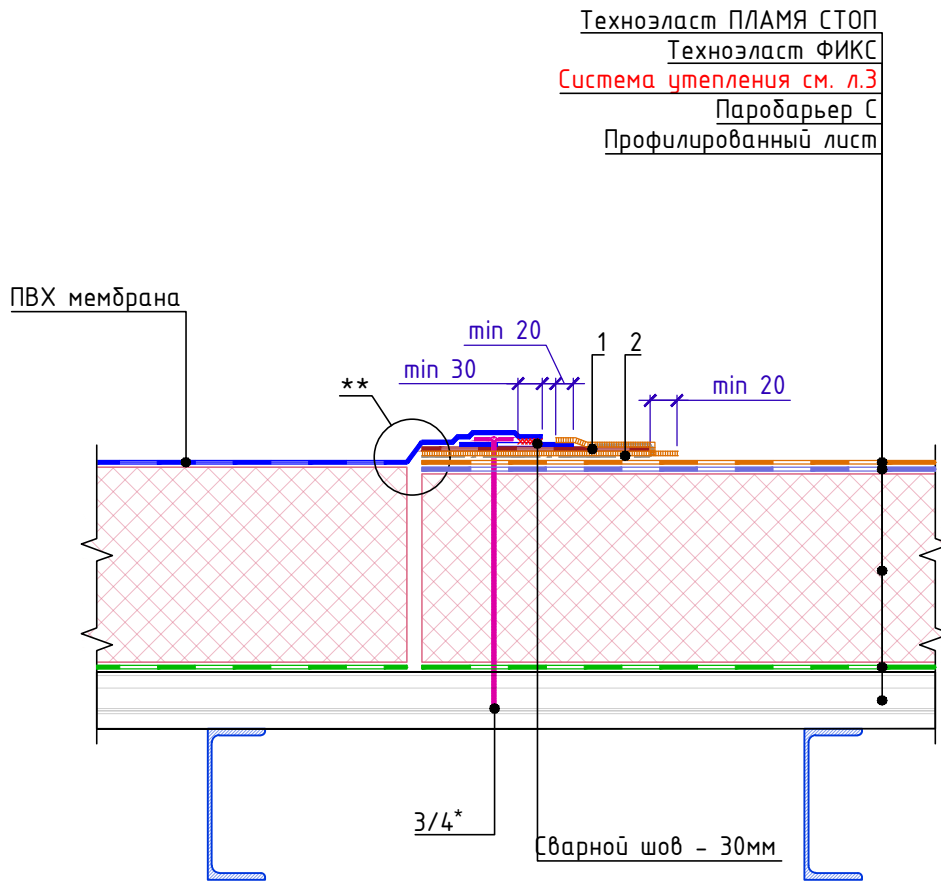 Техноэласт ПЛАМЯ СТОП
Техноэласт ФИКС
Система утепления см. л.3
Паробарьер С
Профилированный лист
ПВХ мембрана
min 20
1
2
min 30
min 20
**
3/4*
Сварной шов - 30мм